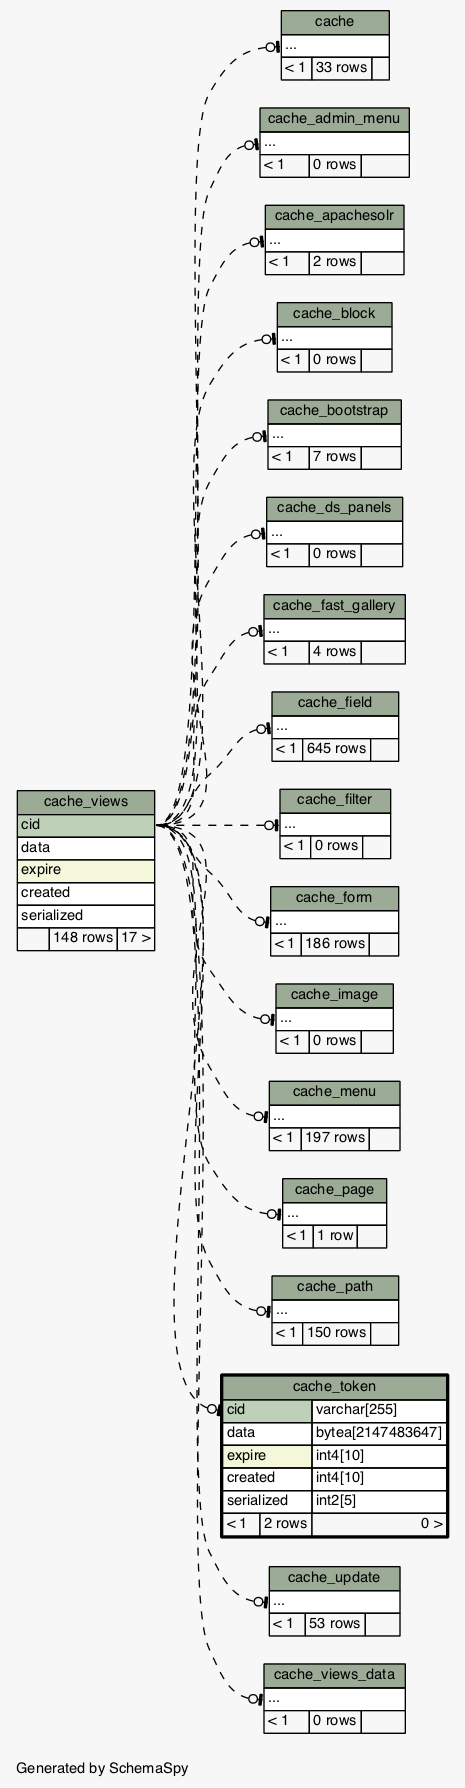 cache
...
< 1 33 rows
cache_admin_menu
...
< 1 0 rows
cache_apachesolr
...
< 1 2 rows
cache_block
...
< 1 0 rows
cache_bootstrap
...
< 1 7 rows
cache_ds_panels
...
< 1 0 rows
cache_fast_gallery
...
< 1 4 rows
cache_field
...
< 1 645 rows
cache_views
cid
data
expire
created
serialized
148 rows 17 >
cache_filter
...
< 1 0 rows
cache_form
...
< 1 186 rows
cache_image
...
< 1 0 rows
cache_menu
...
< 1 197 rows
cache_page
...
< 1 1 row
cache_path
...
< 1 150 rows
cache_token
cid varchar[255]
data bytea[2147483647]
expire int4[10]
created int4[10]
serialized int2[5]
< 1 2 rows 0 >
cache_update
...
< 1 53 rows
cache_views_data
...
< 1 0 rows
Generated by SchemaSpy